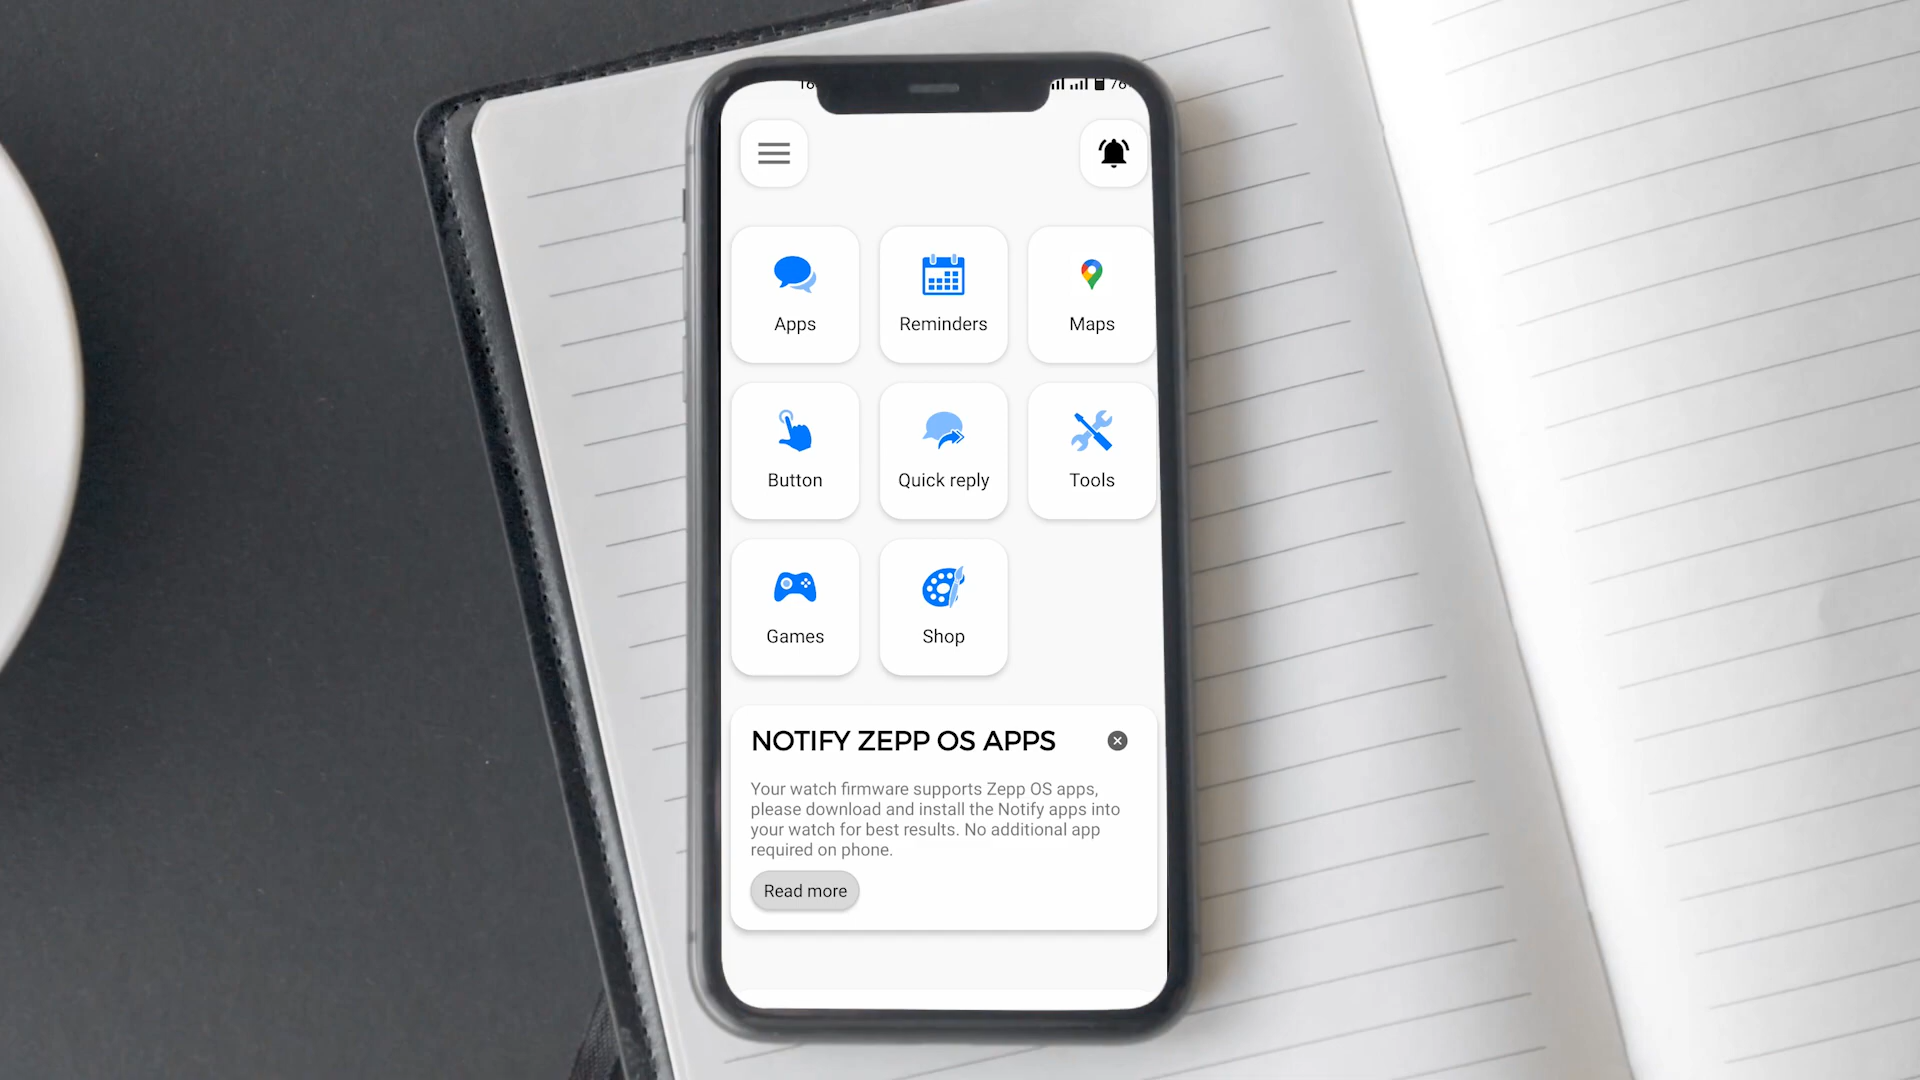 Apps Reminders Maps
Button Quick reply Tools
Games Shop
NOTIFY ZEPP OS APPS
Your watch firmware supports Zepp OS apps,
please download and install the Notify apps into
your watch for best results. No additional app
required on phone.
Read more